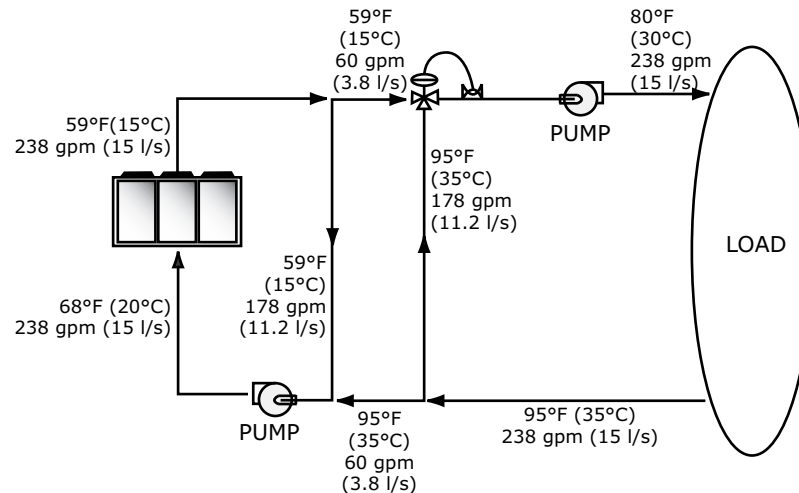 59°F
(15°C)
60 gpm
(3.8 l/s)
80°F
(30°C)
238 gpm
(15 l/s)
PUMP
59°F(15°C)
238 gpm (15 l/s)
95°F
(35°C)
178 gpm
(11.2 l/s)
LOAD
59°F
(15°C)
178 gpm
(11.2 l/s)
68°F (20°C)
238 gpm (15 l/s)
PUMP
95°F
(35°C)
60 gpm
(3.8 l/s)
95°F (35°C)
238 gpm (15 l/s)